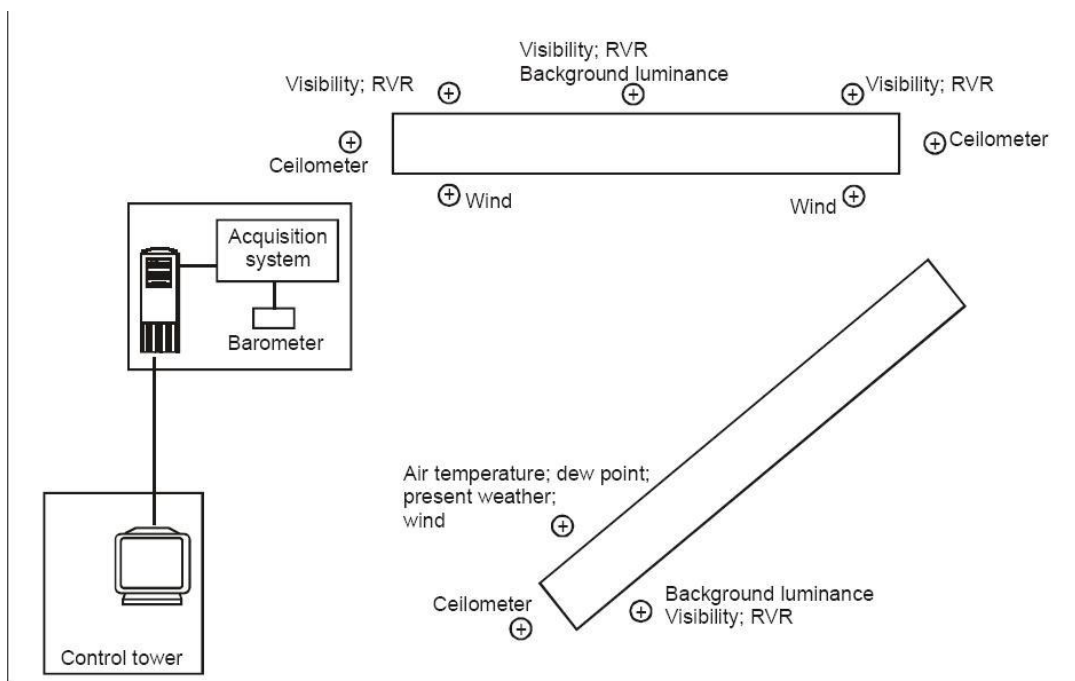 Visibility; RVR
Background luminance
Visibility; RVR
Visibility; RVR
Ceilometer
Ceilometer
Wind
Wind
Acquisition
system
Barometer
Air temperature; dew point;
present weather;
wind
Ceilometer
Background luminance
Visibility; RVR
Control tower